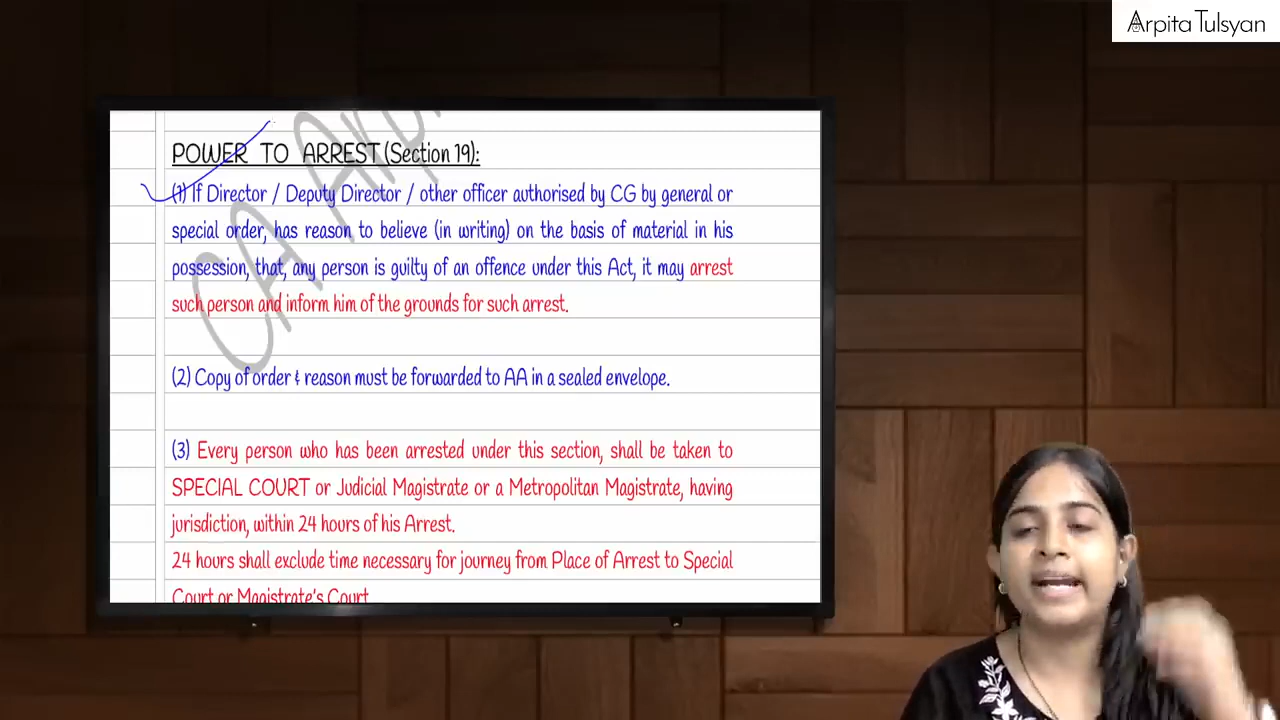 Arpita Tulsyan
CA Arp
POWER TO ARREST (Section 19):
(1) If Director / Deputy Director / other officer authorised by CG by general or
special order, has reason to believe (in writing) on the basis of material in his
possession, that, any person is guilty of an offence under this Act, it may arrest
such person and inform him of the grounds for such arrest.
(2) Copy of order & reason must be forwarded to AA in a sealed envelope.
(3) Every person who has been arrested under this section, shall be taken to
SPECIAL COURT or Judicial Magistrate or a Metropolitan Magistrate, having
jurisdiction, within 24 hours of his Arrest.
24 hours shall exclude time necessary for journey from Place of Arrest to Special
Court or Magistrate's Court